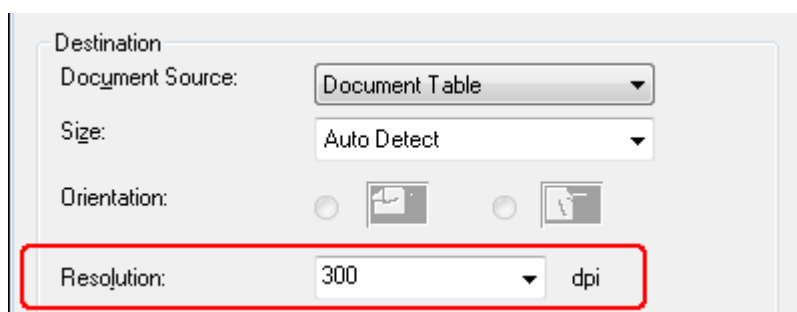 Destination
Document Source: Document Table
Size: Auto Detect
Orientation:
Resolution: 300 dpi